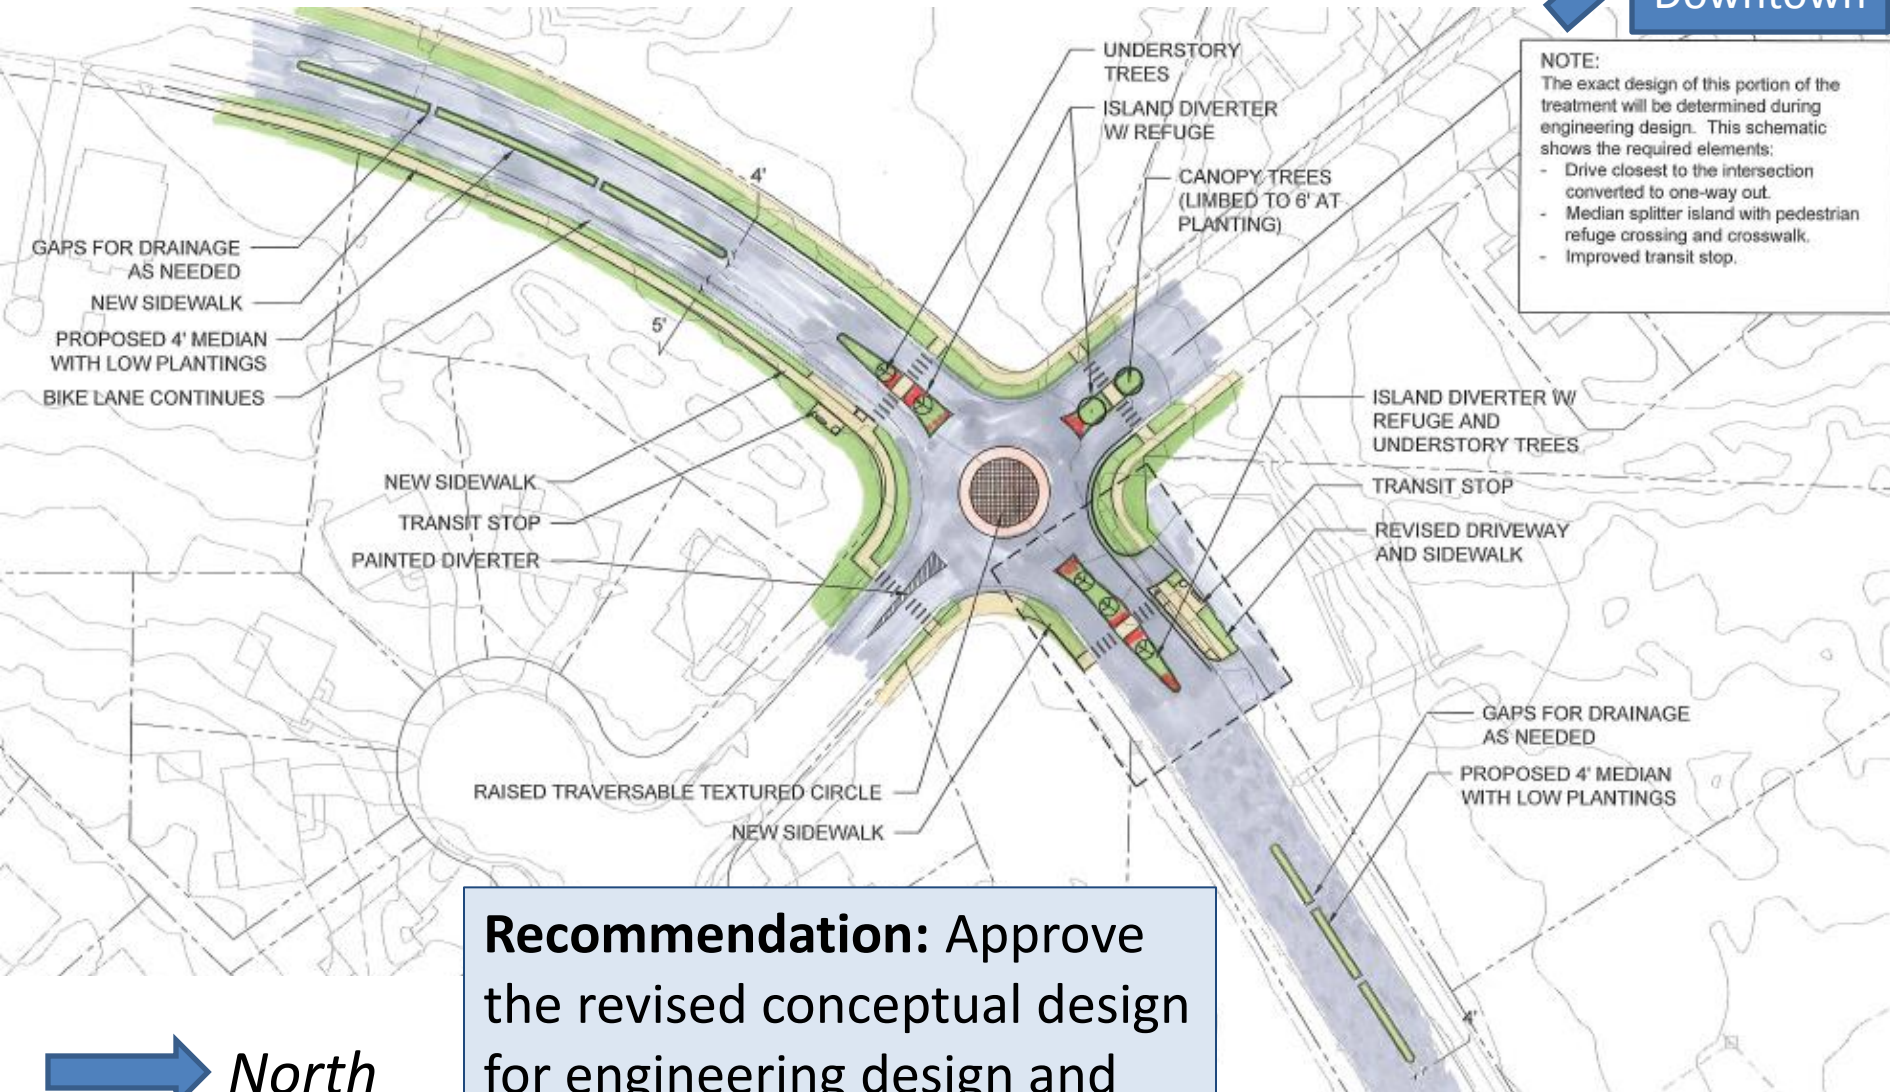 Downtown
NOTE:
The exact design of this portion of the
treatment will be determined during
engineering design. This schematic
shows the required elements:
- Drive closest to the intersection
converted to one-way out.
- Median splitter island with pedestrian
refuge crossing and crosswalk.
- Improved transit stop.
UNDERSTORY
TREES
ISLAND DIVERTER
W/ REFUGE
CANOPY TREES
(LIMBED TO 6' AT
PLANTING)
4'
5'
GAPS FOR DRAINAGE
AS NEEDED
NEW SIDEWALK
PROPOSED 4' MEDIAN
WITH LOW PLANTINGS
BIKE LANE CONTINUES
NEW SIDEWALK
TRANSIT STOP
PAINTED DIVERTER
ISLAND DIVERTER W/
REFUGE AND
UNDERSTORY TREES
TRANSIT STOP
REVISED DRIVEWAY
AND SIDEWALK
GAPS FOR DRAINAGE
AS NEEDED
PROPOSED 4' MEDIAN
WITH LOW PLANTINGS
RAISED TRAVERSABLE TEXTURED CIRCLE
NEW SIDEWALK
4'
Recommendation: Approve
the revised conceptual design
for engineering design and
North